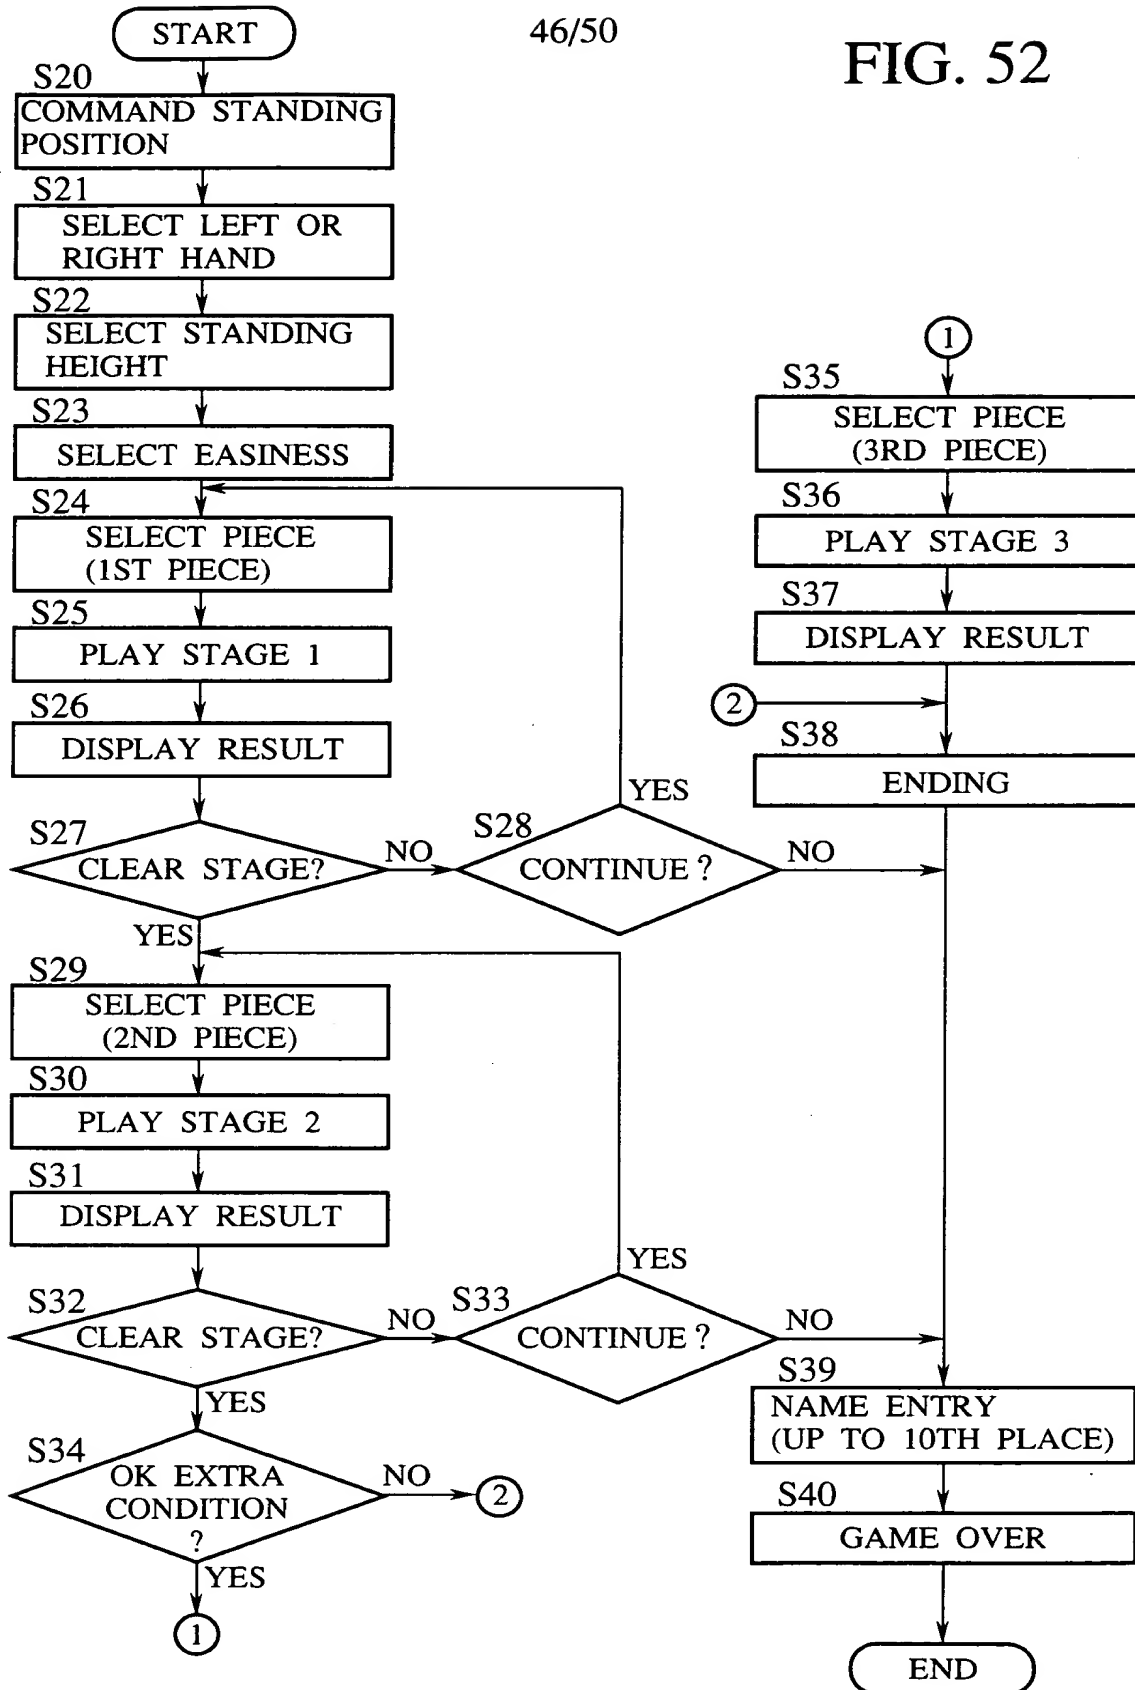 46/50
FIG. 52
START
S20
COMMAND STANDING
POSITION
S21
SELECT LEFT OR
RIGHT HAND
S22
SELECT STANDING
HEIGHT
S23
SELECT EASINESS
S24
SELECT PIECE
(1ST PIECE)
S25
PLAY STAGE 1
S26
DISPLAY RESULT
S27
CLEAR STAGE?
NO
YES
S28
CONTINUE ?
YES
NO
S29
SELECT PIECE
(2ND PIECE)
S30
PLAY STAGE 2
S31
DISPLAY RESULT
S32
CLEAR STAGE?
NO
YES
S33
CONTINUE ?
YES
NO
S34
OK EXTRA
CONDITION
?
NO
2
YES
1
1
S35
SELECT PIECE
(3RD PIECE)
S36
PLAY STAGE 3
S37
DISPLAY RESULT
2
S38
ENDING
S39
NAME ENTRY
(UP TO 10TH PLACE)
S40
GAME OVER
END